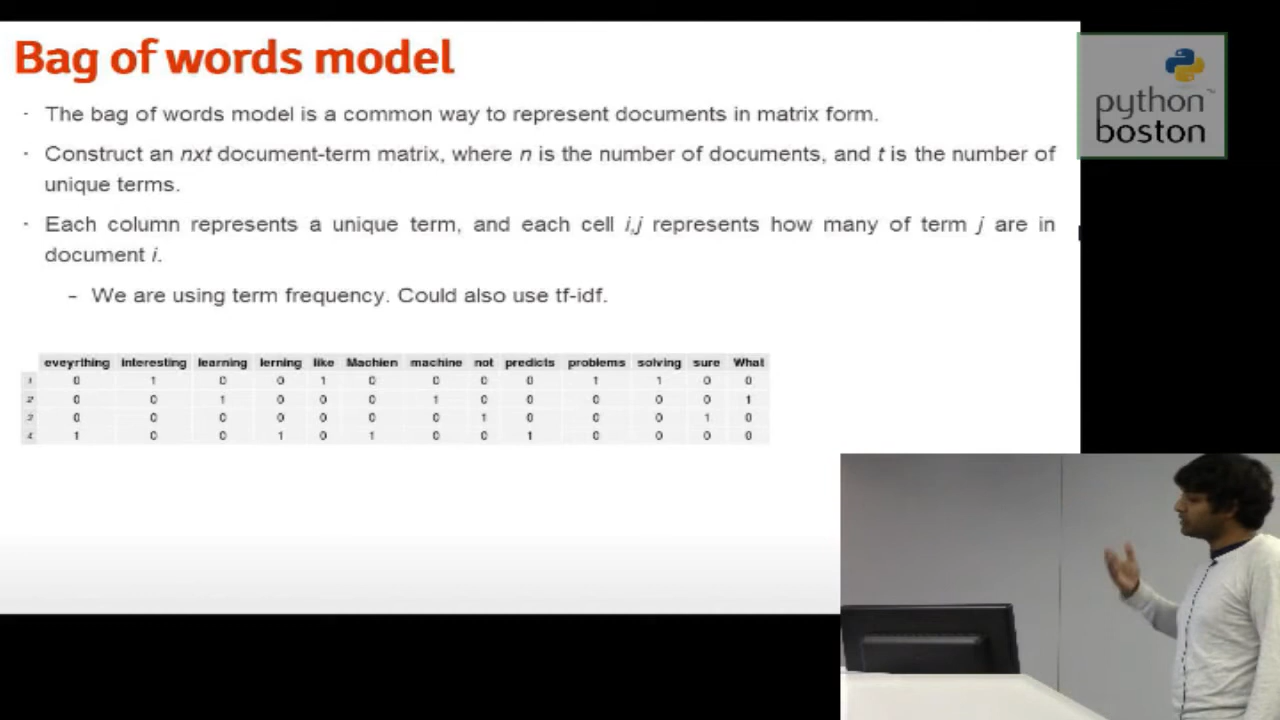 Bag of words model
python
boston
· The bag of words model is a common way to represent documents in matrix form.
· Construct an nxt document-term matrix, where n is the number of documents, and t is the number of
unique terms.
· Each column represents a unique term, and each cell i,j represents how many of term j are in
document i.
– We are using term frequency. Could also use tf-idf.
eveyrthing interesting learning lerning like Machien machine not predicts problems solving sure What
1 0 1 0 0 1 0 0 0 0 1 1 0 0
2 0 0 1 0 0 0 1 0 0 0 0 0 1
3 0 0 0 0 0 0 0 1 0 0 0 1 0
4 1 0 0 1 0 1 0 0 1 0 0 0 0